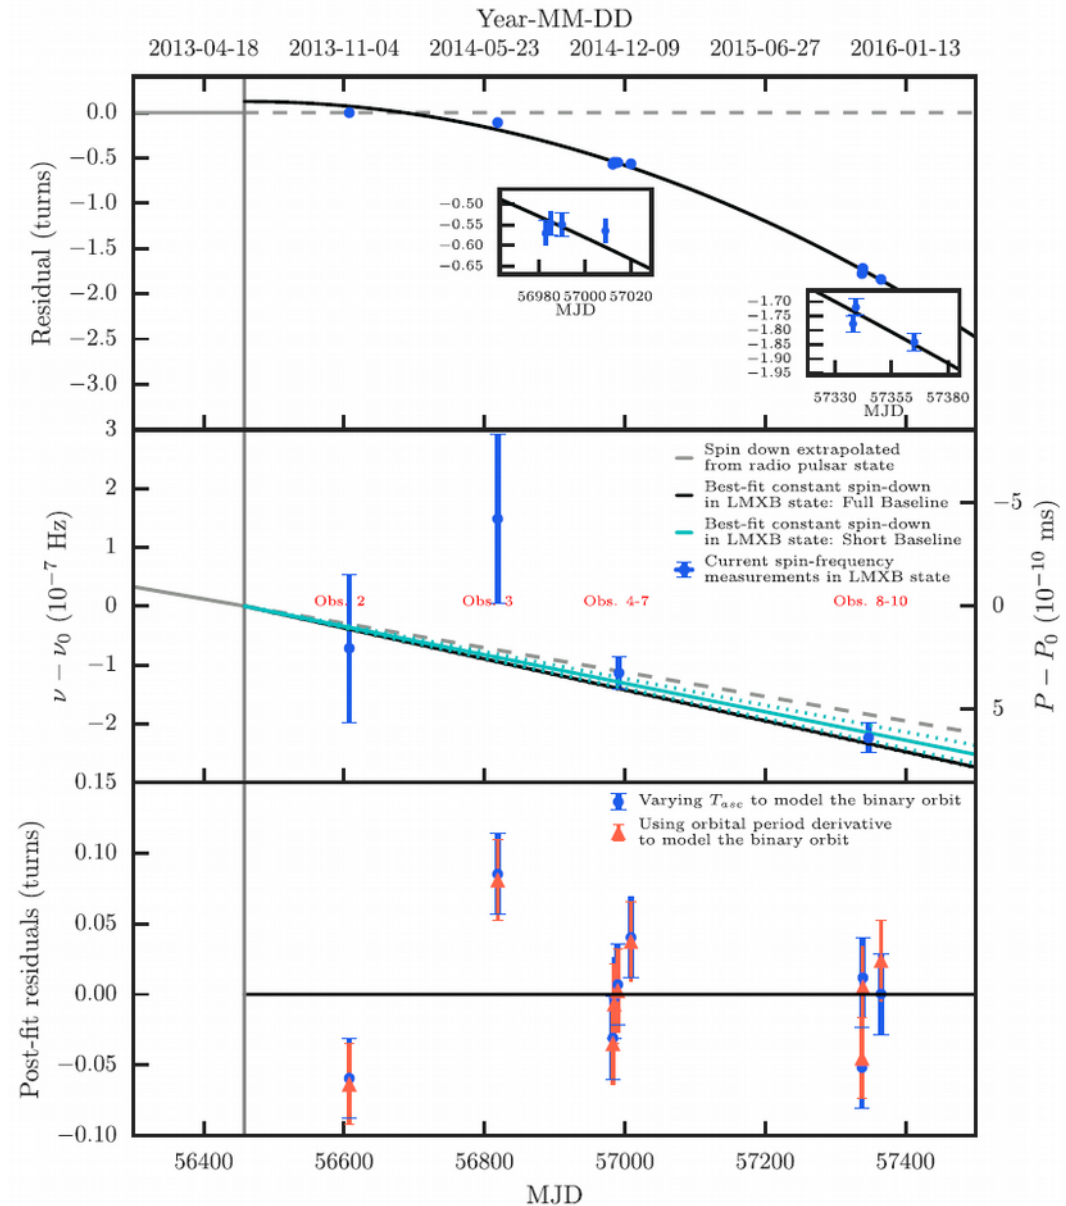 Year-MM-DD
2013-04-18 2013-11-04 2014-05-23 2014-12-09 2015-06-27 2016-01-13
Residual (turns)
0.0
−0.5
−1.0
−1.5
−2.0
−2.5
−3.0
−0.50
−0.55
−0.60
−0.65
56980 57000 57020
MJD
−1.70
−1.75
−1.80
−1.85
−1.90
−1.95
57330 57355 57380
MJD
ν − ν0 (10−7 Hz)
3
2
1
0
−1
−2
Spin down extrapolated
from radio pulsar state
Best-fit constant spin-down
in LMXB state: Full Baseline
Best-fit constant spin-down
in LMXB state: Short Baseline
Current spin-frequency
measurements in LMXB state
Obs. 2 Obs. 3 Obs. 4-7 Obs. 8-10
−5
0
5
P − P0 (10−10 ms)
Post-fit residuals (turns)
0.15
0.10
0.05
0.00
−0.05
−0.10
Varying Tasc to model the binary orbit
Using orbital period derivative
to model the binary orbit
56400 56600 56800 57000 57200 57400
MJD